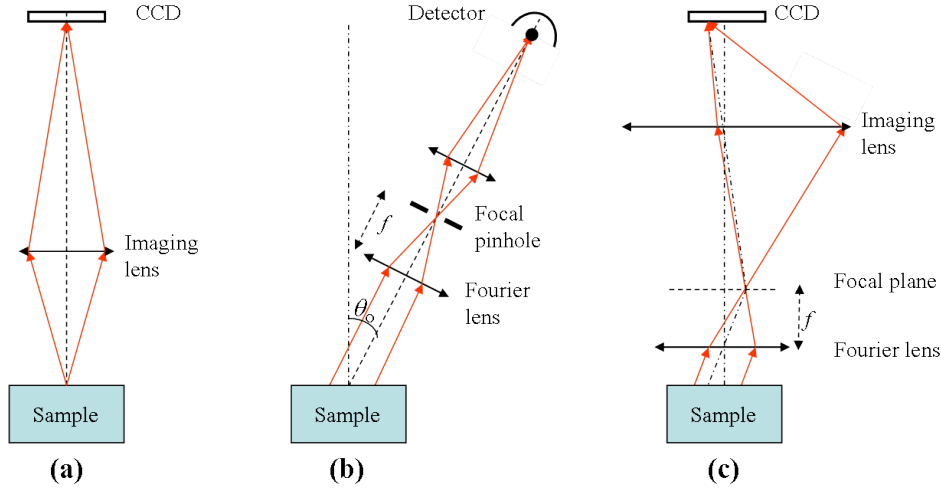 CCD
Imaging
lens
Sample
(a)
Detector
f
Focal
pinhole
Fourier
lens
θo
Sample
(b)
CCD
Imaging
lens
Focal plane
f
Fourier lens
Sample
(c)